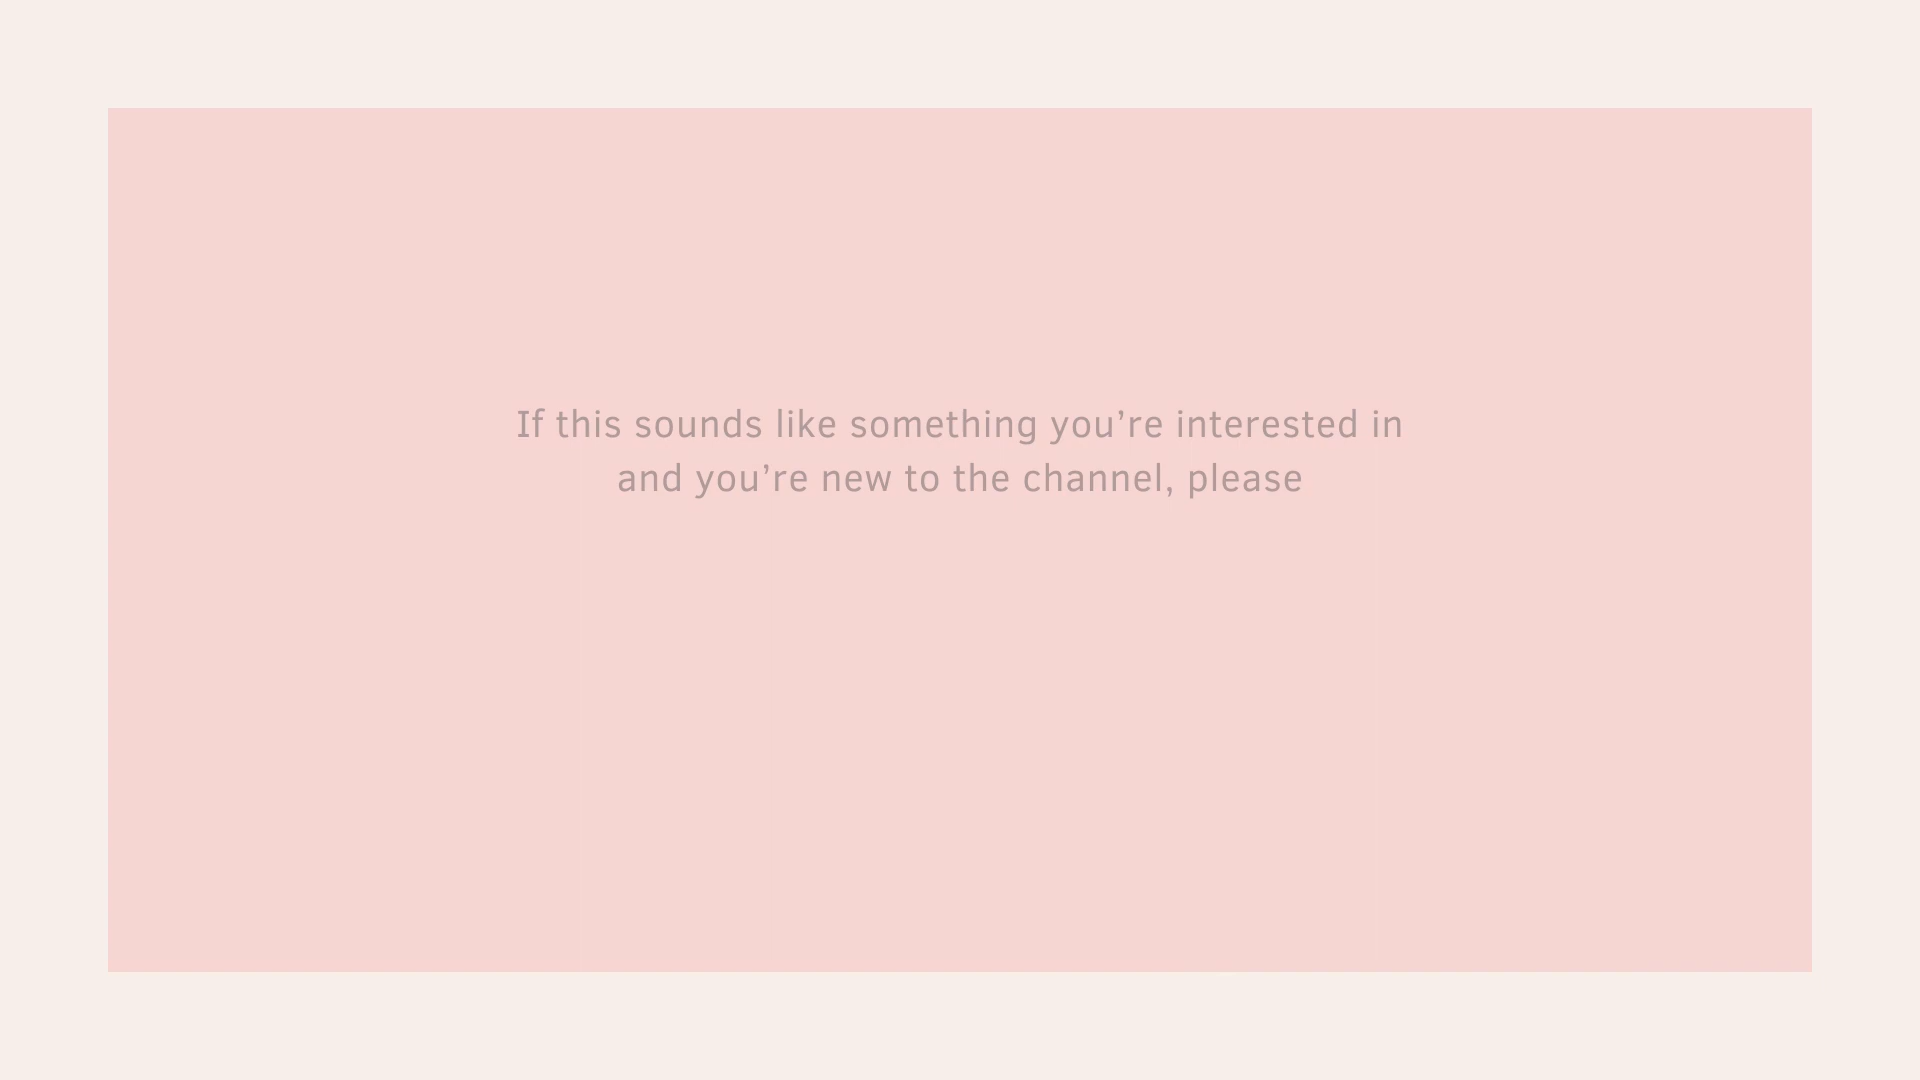 If this sounds like something you’re interested in
and you’re new to the channel, please